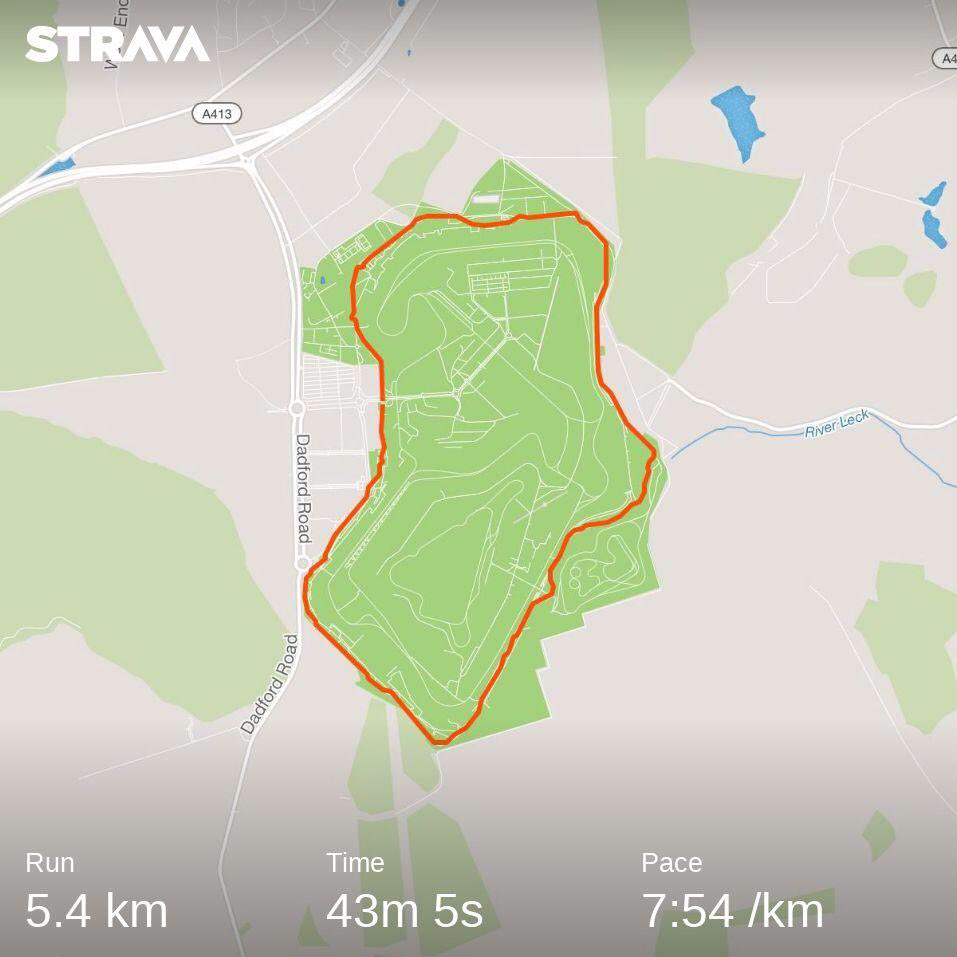 STRAVA
A413
River Leck
Dadford Road
Dadford Road
Run
5.4 km
Time
43m 5s
Pace
7:54 /km